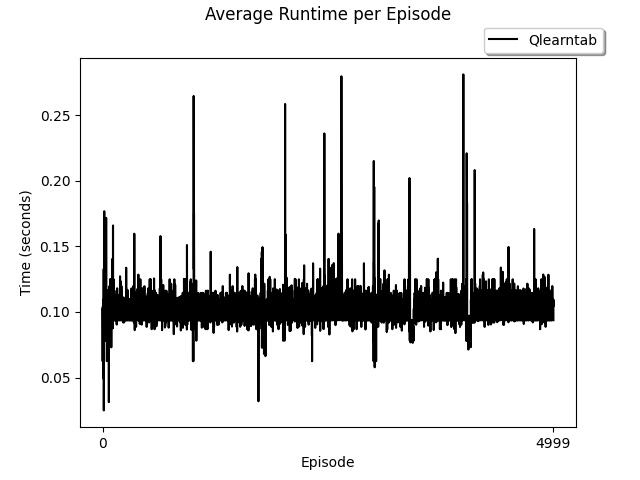 Average Runtime per Episode
Qlearntab
0.25
0.20
0.15
0.10
0.05
Time (seconds)
0 4999
Episode